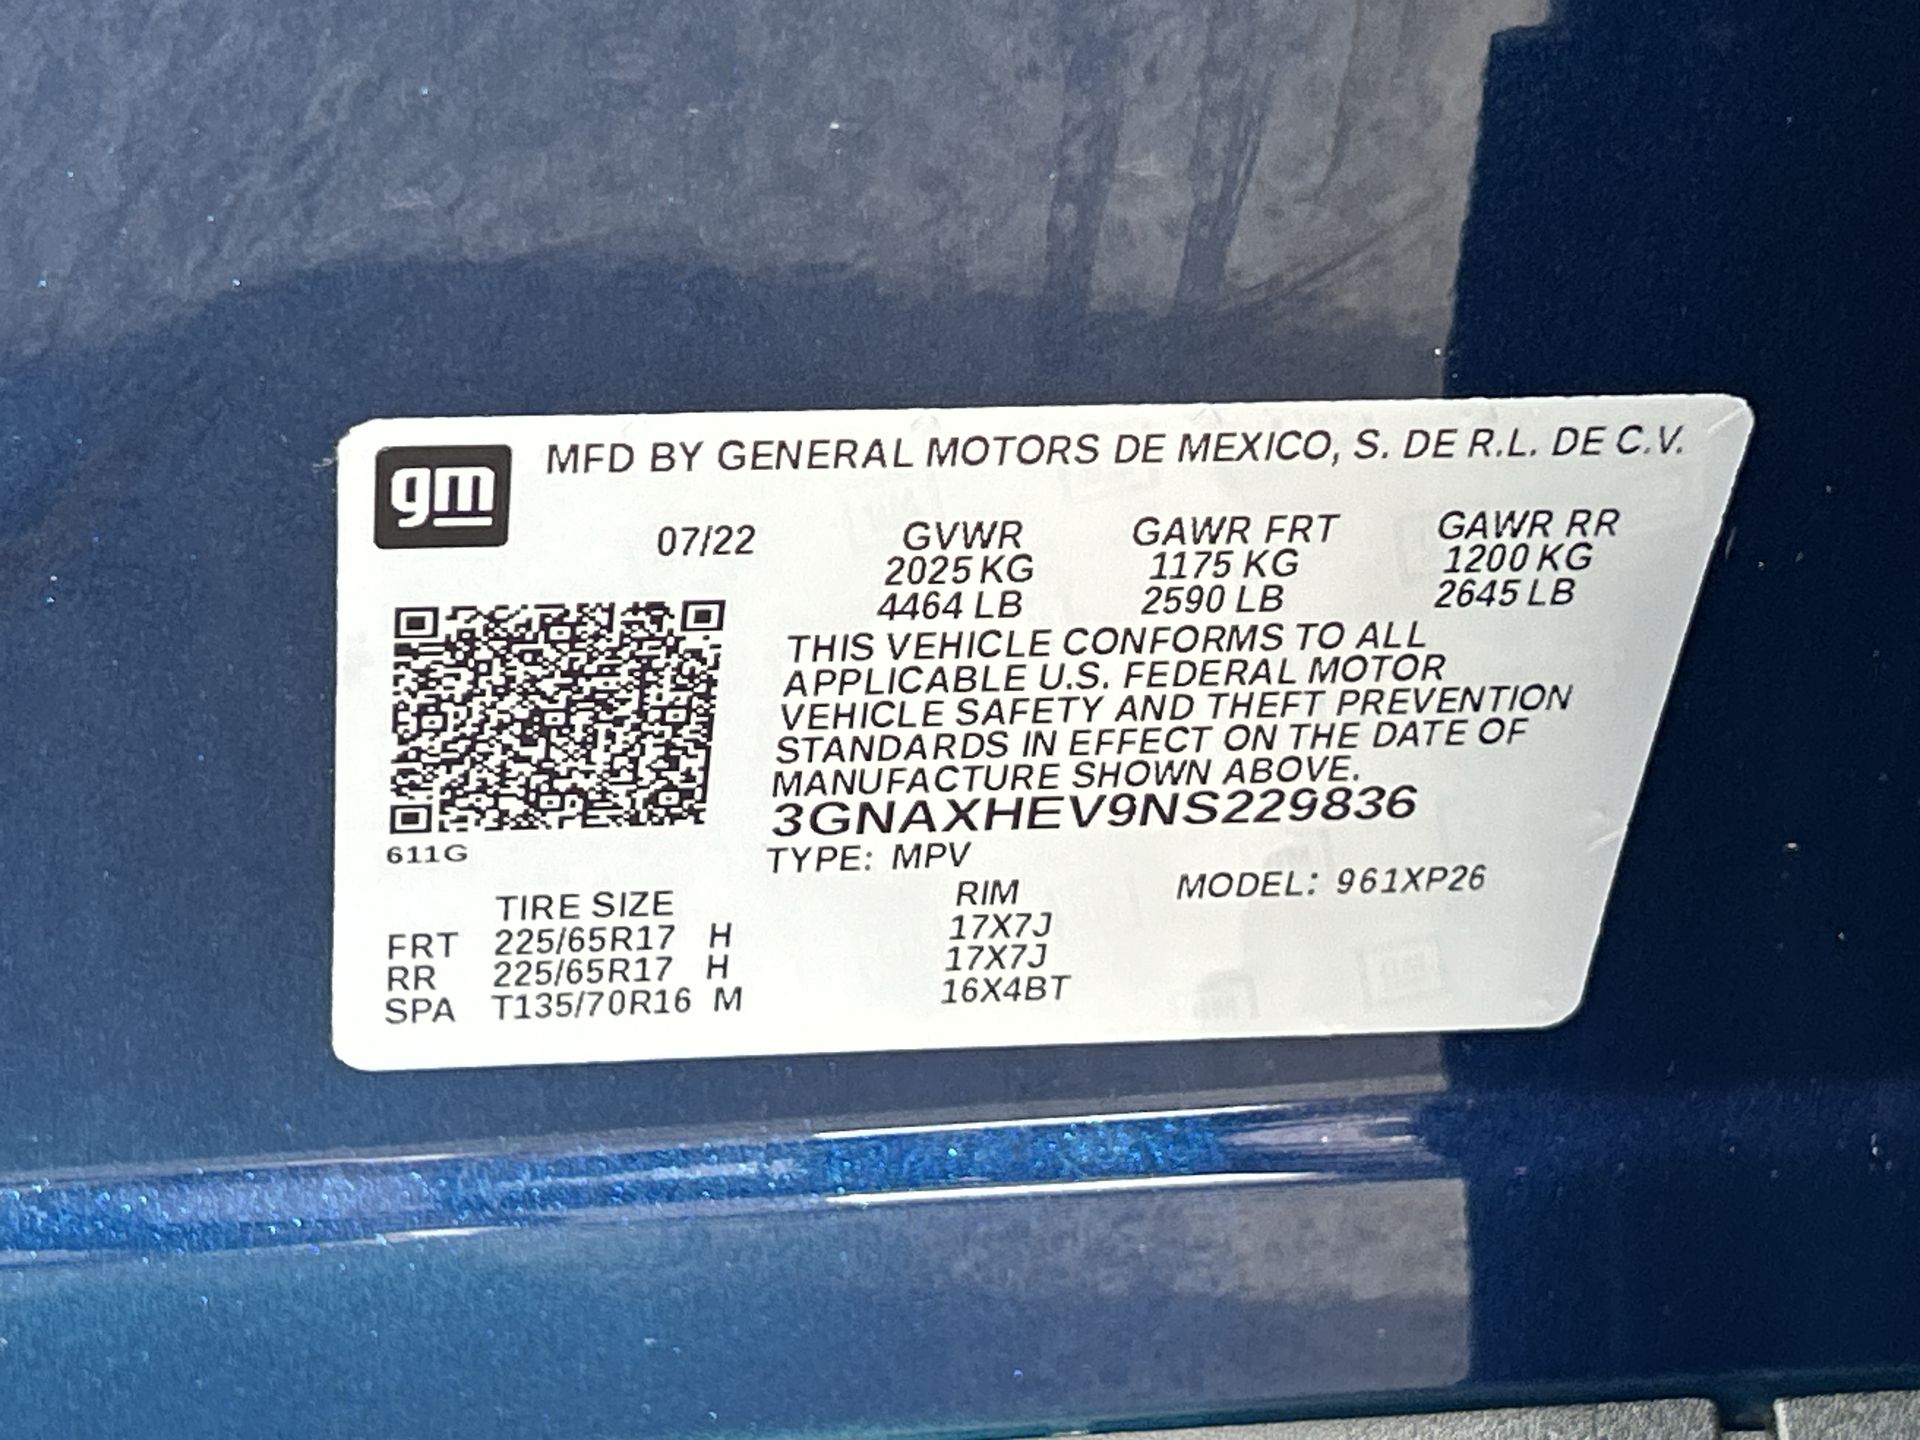 gm
MFD BY GENERAL MOTORS DE MEXICO, S. DE R.L. DE C.V.
07/22
GVWR GAWR FRT GAWR RR
2025 KG 1175 KG 1200 KG
4464 LB 2590 LB 2645 LB
THIS VEHICLE CONFORMS TO ALL
APPLICABLE U.S. FEDERAL MOTOR
VEHICLE SAFETY AND THEFT PREVENTION
STANDARDS IN EFFECT ON THE DATE OF
MANUFACTURE SHOWN ABOVE.
3GNAXHEV9NS229836
611G
TYPE: MPV
MODEL: 961XP26
TIRE SIZE RIM
FRT 225/65R17 H 17X7J
RR 225/65R17 H 17X7J
SPA T135/70R16 M 16X4BT